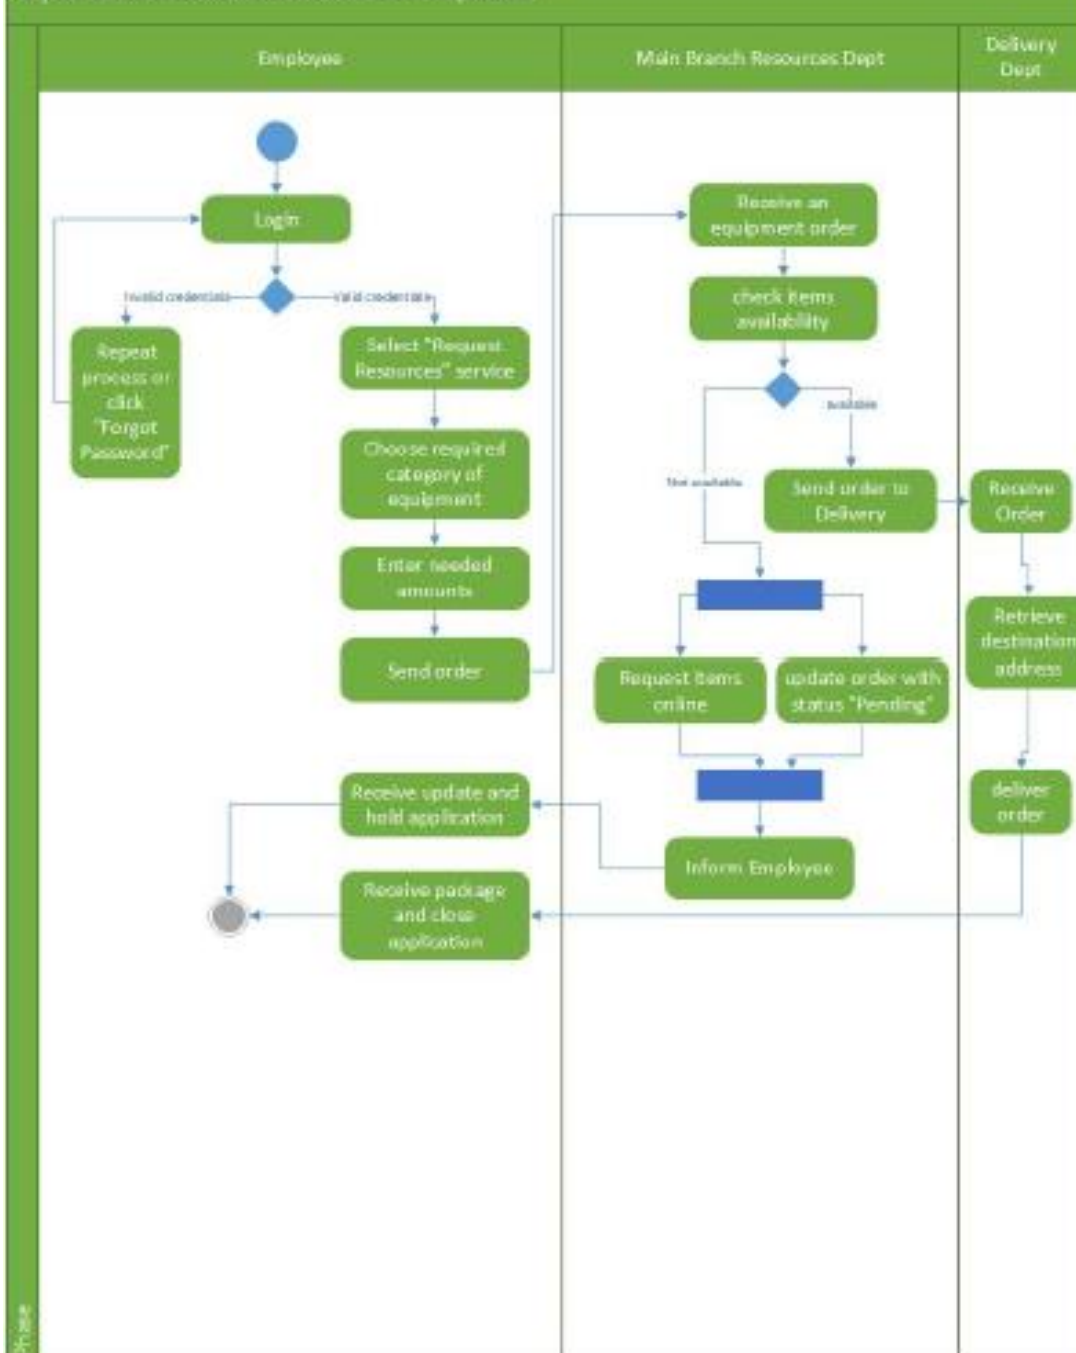 Employee
Main Branch Resources Dept
Delivery
Dept
Login
Invalid credentials
Valid credentials
Repeat
process or
click
"Forgot
Password"
Select "Request
Resources" service
Choose required
category of
equipment
Enter needed
amounts
Send order
Receive an
equipment order
check items
availability
available
Not available
Send order to
Delivery
Receive
Order
Retrieve
destination
address
Request items
online
update order with
status "Pending"
deliver
order
Receive update and
hold application
Inform Employee
Receive package
and close
application
Phase